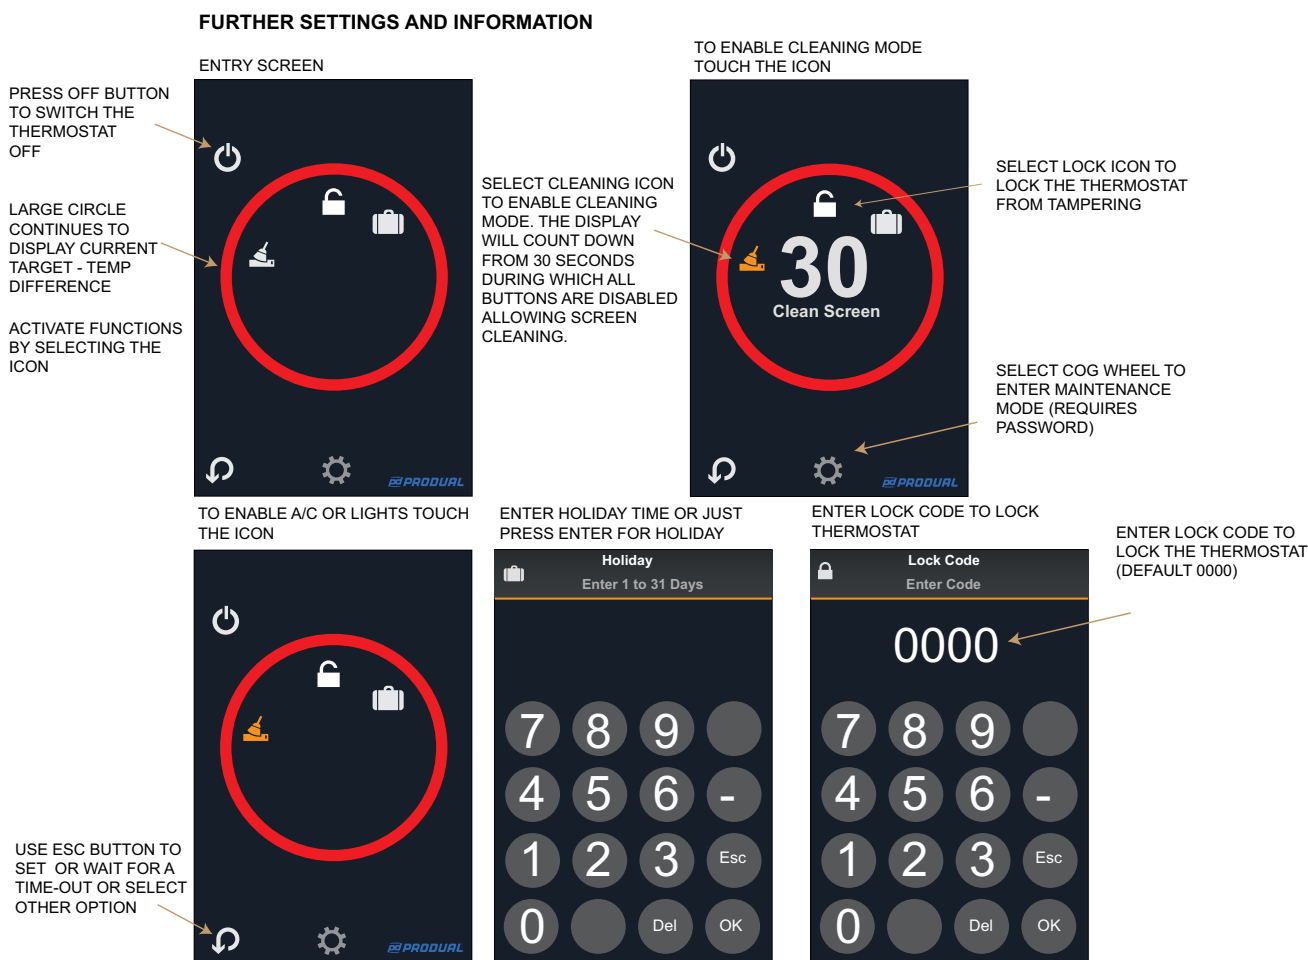 FURTHER SETTINGS AND INFORMATION
ENTRY SCREEN
PRESS OFF BUTTON
TO SWITCH THE
THERMOSTAT
OFF
LARGE CIRCLE
CONTINUES TO
DISPLAY CURRENT
TARGET - TEMP
DIFFERENCE
ACTIVATE FUNCTIONS
BY SELECTING THE
ICON
PRODUAL
TO ENABLE CLEANING MODE
TOUCH THE ICON
SELECT CLEANING ICON
TO ENABLE CLEANING
MODE. THE DISPLAY
WILL COUNT DOWN
FROM 30 SECONDS
DURING WHICH ALL
BUTTONS ARE DISABLED
ALLOWING SCREEN
CLEANING.
30
Clean Screen
PRODUAL
SELECT LOCK ICON TO
LOCK THE THERMOSTAT
FROM TAMPERING
SELECT COG WHEEL TO
ENTER MAINTENANCE
MODE (REQUIRES
PASSWORD)
TO ENABLE A/C OR LIGHTS TOUCH
THE ICON
USE ESC BUTTON TO
SET  OR WAIT FOR A
TIME-OUT OR SELECT
OTHER OPTION
PRODUAL
ENTER HOLIDAY TIME OR JUST
PRESS ENTER FOR HOLIDAY
Holiday
Enter 1 to 31 Days
7 8 9
4 5 6 -
1 2 3 Esc
0 Del OK
ENTER LOCK CODE TO LOCK
THERMOSTAT
Lock Code
Enter Code
0000
7 8 9
4 5 6 -
1 2 3 Esc
0 Del OK
ENTER LOCK CODE TO
LOCK THE THERMOSTAT
(DEFAULT 0000)